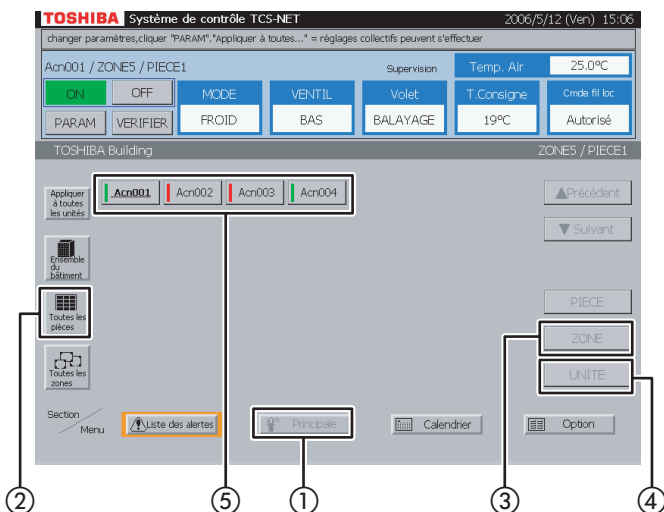 TOSHIBA Système de contrôle TCS-NET 2006/5/12 (Ven) 15:06
changer paramètres,cliquer "PARAM"."Appliquer à toutes..." = réglages collectifs peuvent s'effectuer
Acn001 / ZONE5 / PIECE1 Supervision Temp. Air 25.0ºC
ON OFF MODE VENTIL Volet T.Consigne Cmde fil loc
PARAM VERIFIER FROID BAS BALAYAGE 19ºC Autorisé
TOSHIBA Building ZONE5 / PIECE1
Appliquer
à toutes
les unités
Acn001 Acn002 Acn003 Acn004
▲Précédent
▼ Suivant
Ensemble
du
bâtiment
Toutes les
pièces
PIECE
ZONE
UNITE
Toutes les
zones
Section
Menu
Liste des alertes Principale Calendrier Option
② ⑤ ① ③ ④